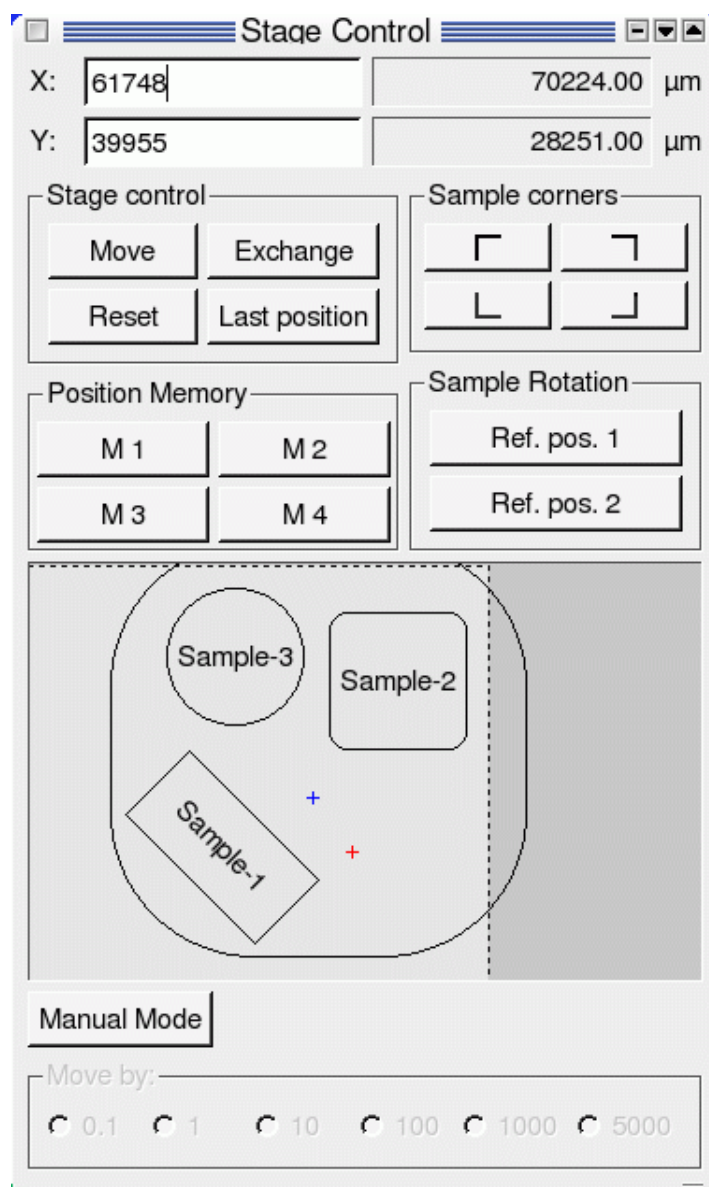 Stage Control
X: 61748 70224.00 µm
Y: 39955 28251.00 µm
Stage control Sample corners
Move Exchange
Reset Last position
Position Memory Sample Rotation
M 1 M 2 Ref. pos. 1
M 3 M 4 Ref. pos. 2
Sample-3
Sample-2
Sample-1
Manual Mode
Move by:
0.1 1 10 100 1000 5000